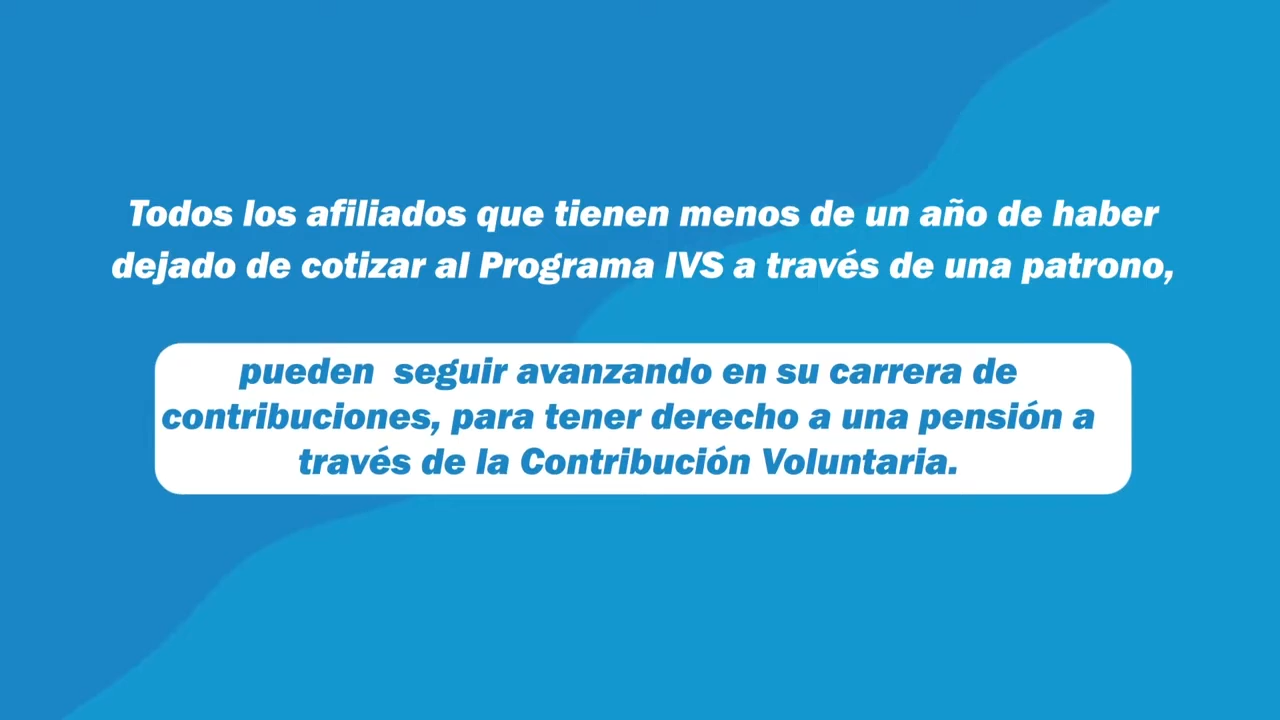 Todos los afiliados que tienen menos de un año de haber
dejado de cotizar al Programa IVS a través de una patrono,
pueden  seguir avanzando en su carrera de
contribuciones, para tener derecho a una pensión a
través de la Contribución Voluntaria.